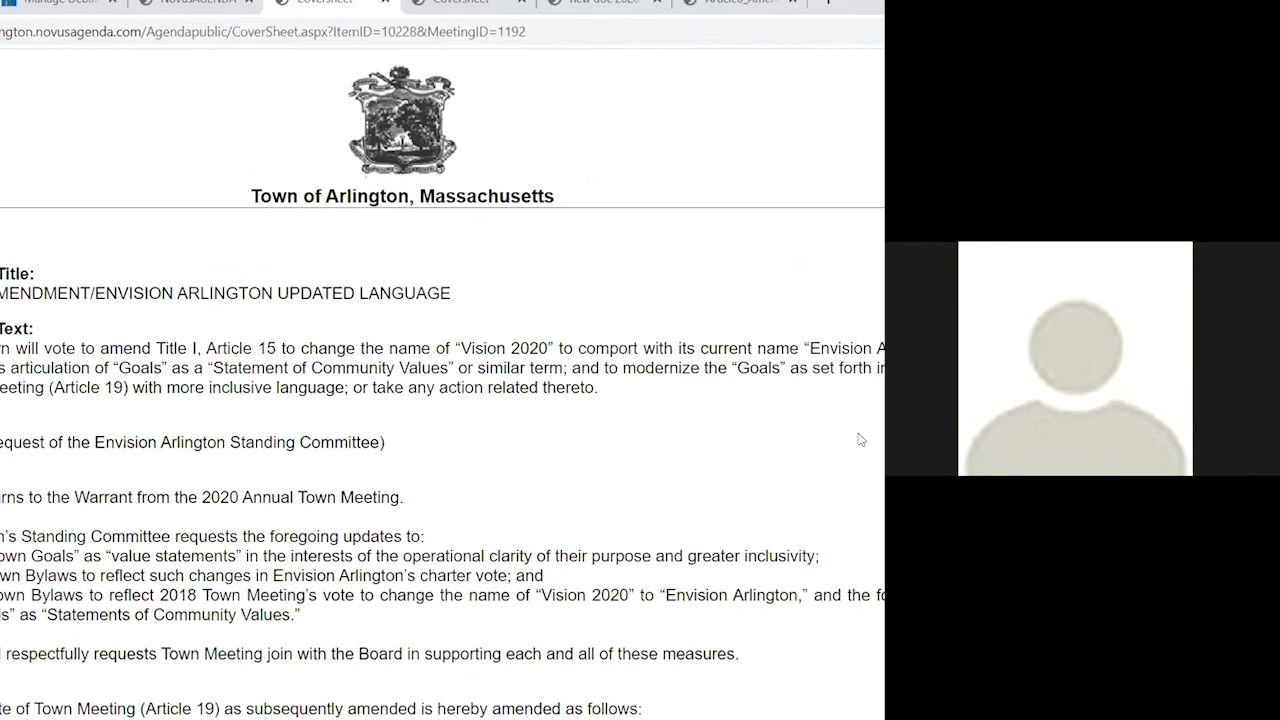 NovusAGENDA
Coversheet
Coversheet
new doc 2020
ngton.novusagenda.com/Agendapublic/CoverSheet.aspx?ItemID=10228&MeetingID=1192
Town of Arlington, Massachusetts
Title:
MENDMENT/ENVISION ARLINGTON UPDATED LANGUAGE
Text:
n will vote to amend Title I, Article 15 to change the name of “Vision 2020” to comport with its current name “Envision A
s articulation of “Goals” as a “Statement of Community Values” or similar term; and to modernize the “Goals” as set forth in
eeting (Article 19) with more inclusive language; or take any action related thereto.
equest of the Envision Arlington Standing Committee)
rns to the Warrant from the 2020 Annual Town Meeting.
n’s Standing Committee requests the foregoing updates to:
own Goals” as “value statements” in the interests of the operational clarity of their purpose and greater inclusivity;
wn Bylaws to reflect such changes in Envision Arlington’s charter vote; and
own Bylaws to reflect 2018 Town Meeting’s vote to change the name of “Vision 2020” to “Envision Arlington,” and the fo
ls” as “Statements of Community Values.”
respectfully requests Town Meeting join with the Board in supporting each and all of these measures.
te of Town Meeting (Article 19) as subsequently amended is hereby amended as follows: